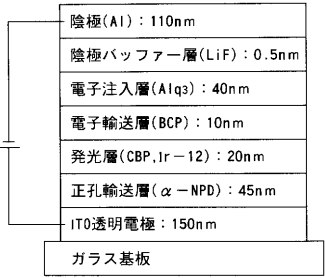 陰極(Al)：110nm
陰極バッファー層(LiF)：0.5nm
電子注入層(Alq3)：40nm
電子輸送層(BCP)：10nm
発光層(CBP,Ir−12)：20nm
正孔輸送層(α−NPD)：45nm
ITO透明電極：150nm
ガラス基板